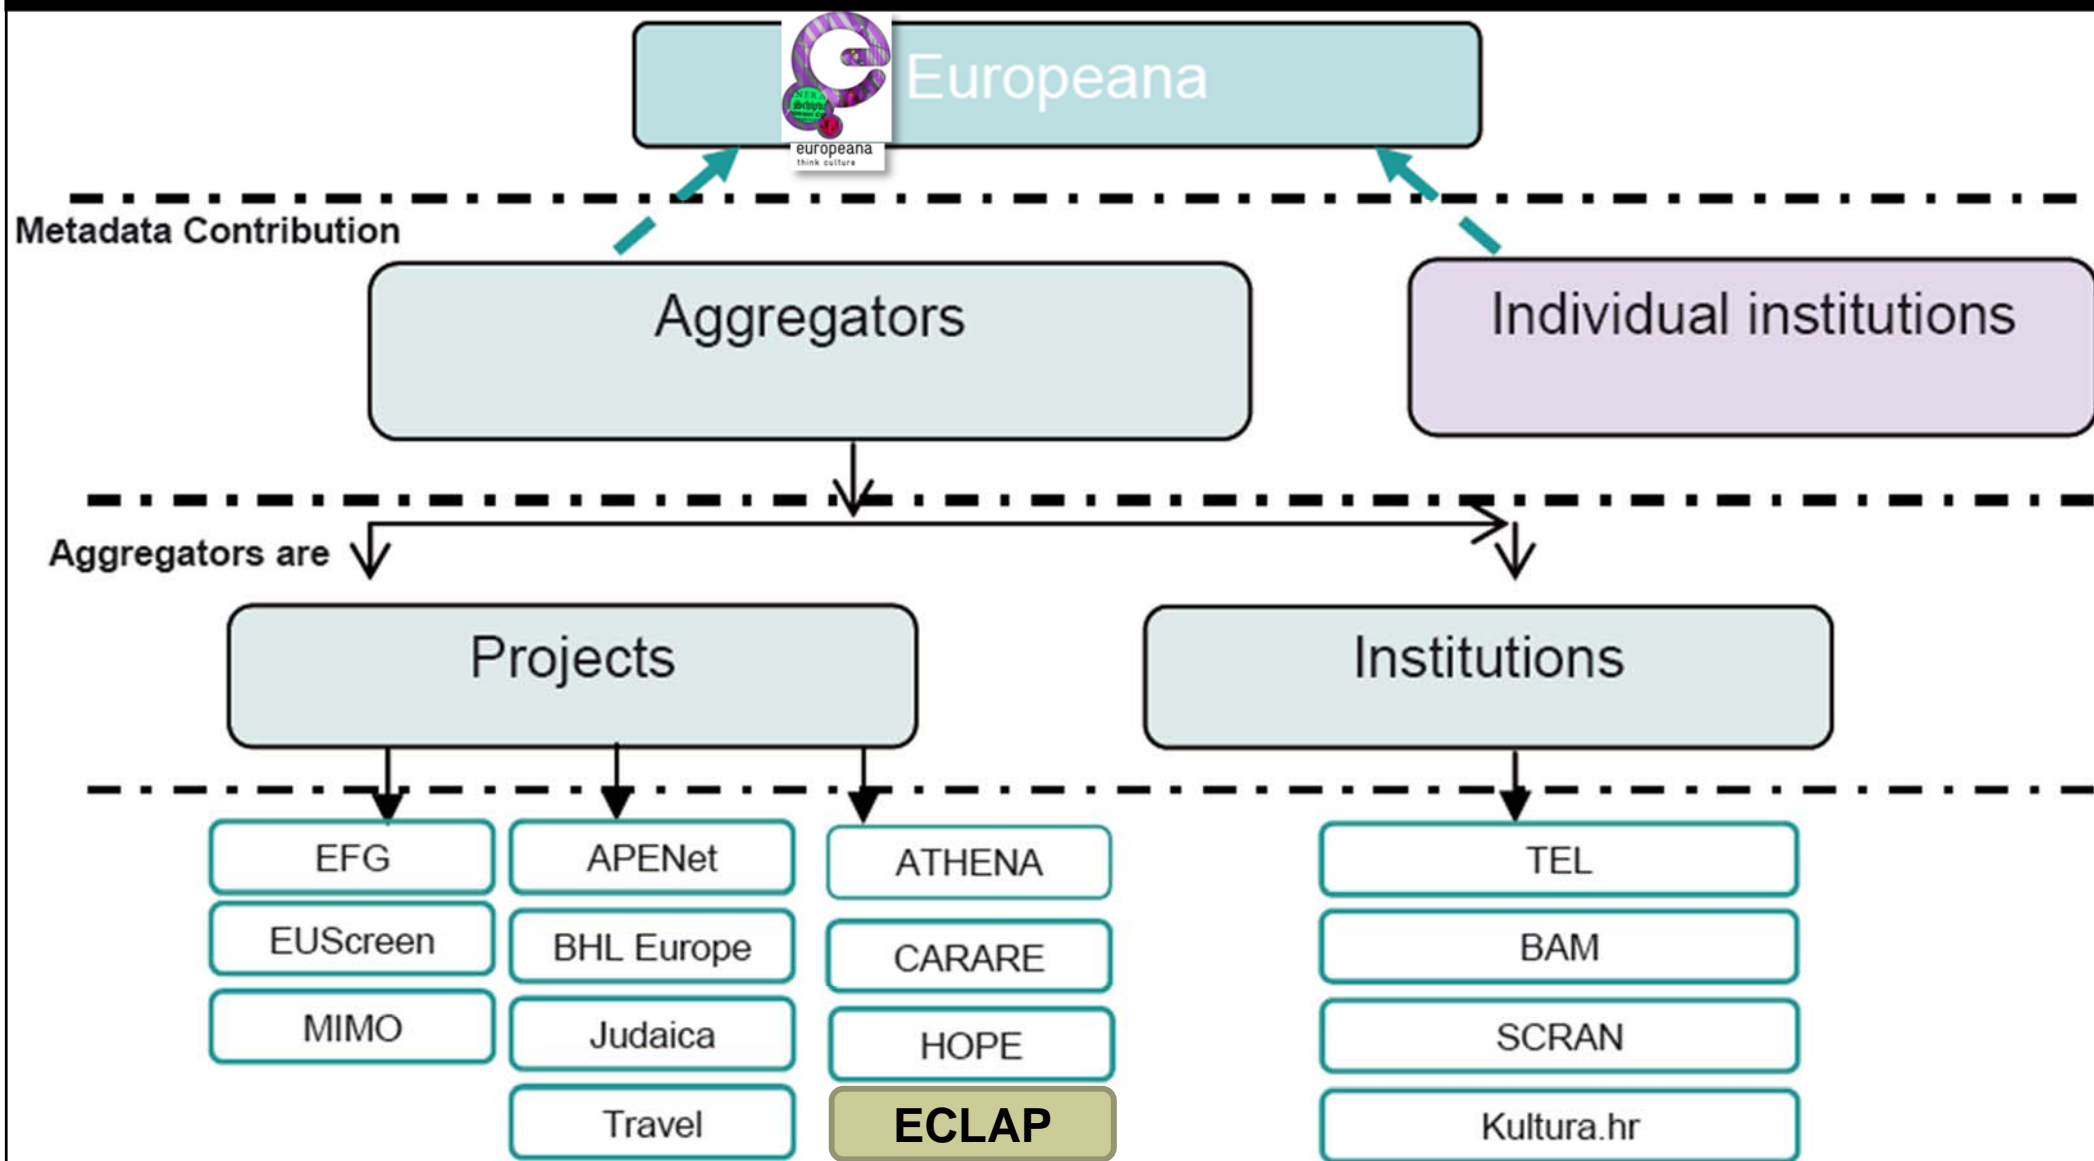 Europeana
europeana
think culture
Metadata Contribution
Aggregators
Individual institutions
Aggregators are
Projects
Institutions
EFG
EUScreen
MIMO
APENet
BHL Europe
Judaica
Travel
ATHENA
CARARE
HOPE
ECLAP
TEL
BAM
SCRAN
Kultura.hr